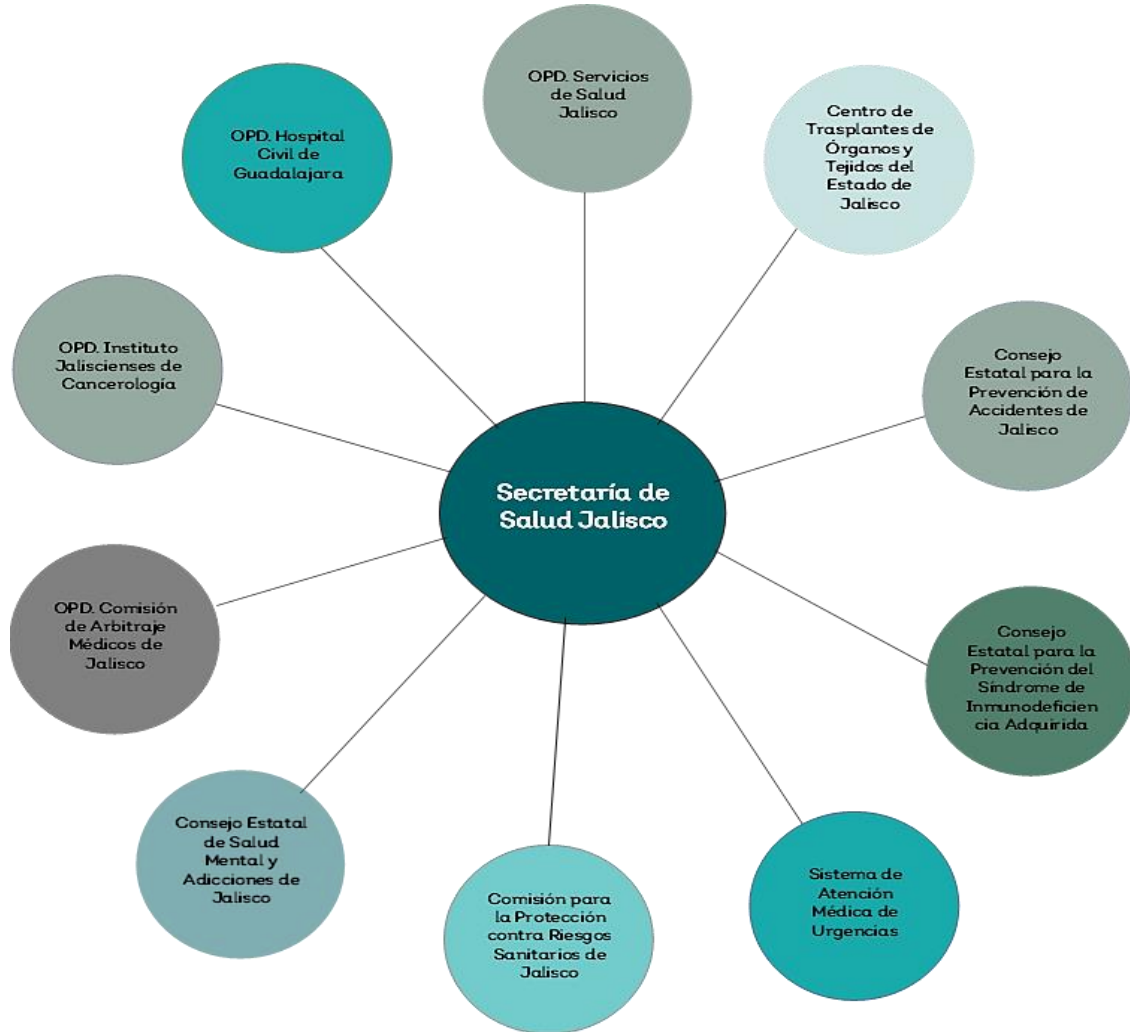 OPD. Servicios
de Salud
Jalisco
Centro de
Trasplantes de
Órganos y
Tejidos del
Estado de
Jalisco
Consejo
Estatal para la
Prevención de
Accidentes de
Jalisco
Consejo
Estatal para la
Prevención del
Síndrome de
Inmunodeficien
cia Adquirida
Sistema de
Atención
Médica de
Urgencias
Comisión para
la Protección
contra Riesgos
Sanitarios de
Jalisco
Consejo Estatal
de Salud
Mental y
Adicciones de
Jalisco
OPD. Comisión
de Arbitraje
Médicos de
Jalisco
OPD. Instituto
Jaliscienses de
Cancerología
OPD. Hospital
Civil de
Guadalajara
Secretaría de
Salud Jalisco